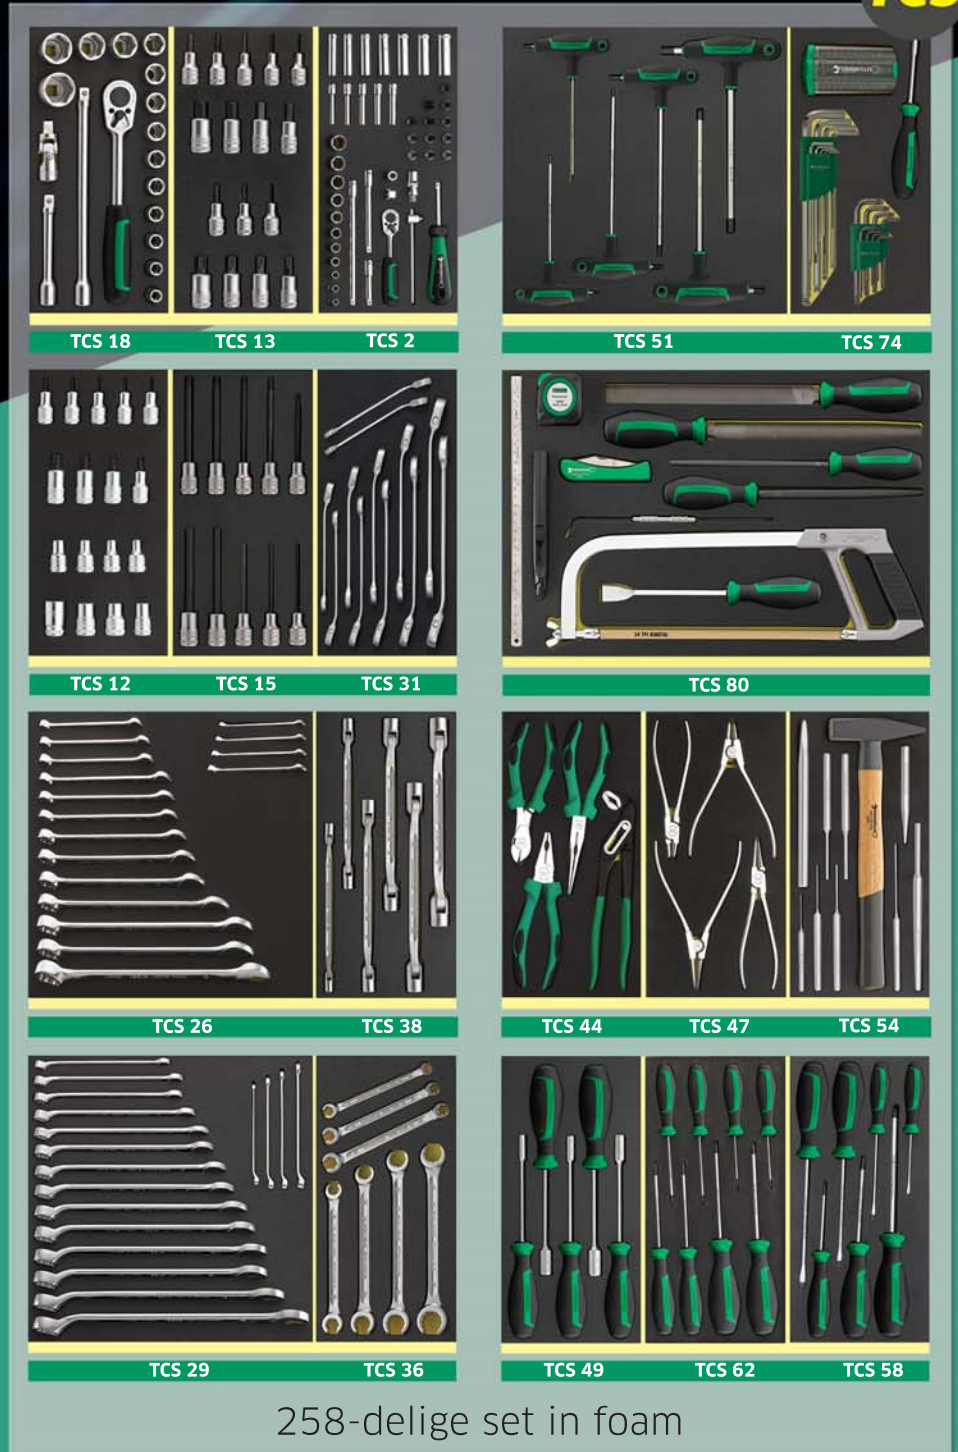 TCS
TCS 18
TCS 13
TCS 2
TCS 51
TCS 74
TCS 12
TCS 15
TCS 31
TCS 80
TCS 26
TCS 38
TCS 44
TCS 47
TCS 54
TCS 29
TCS 36
TCS 49
TCS 62
TCS 58
258-delige set in foam